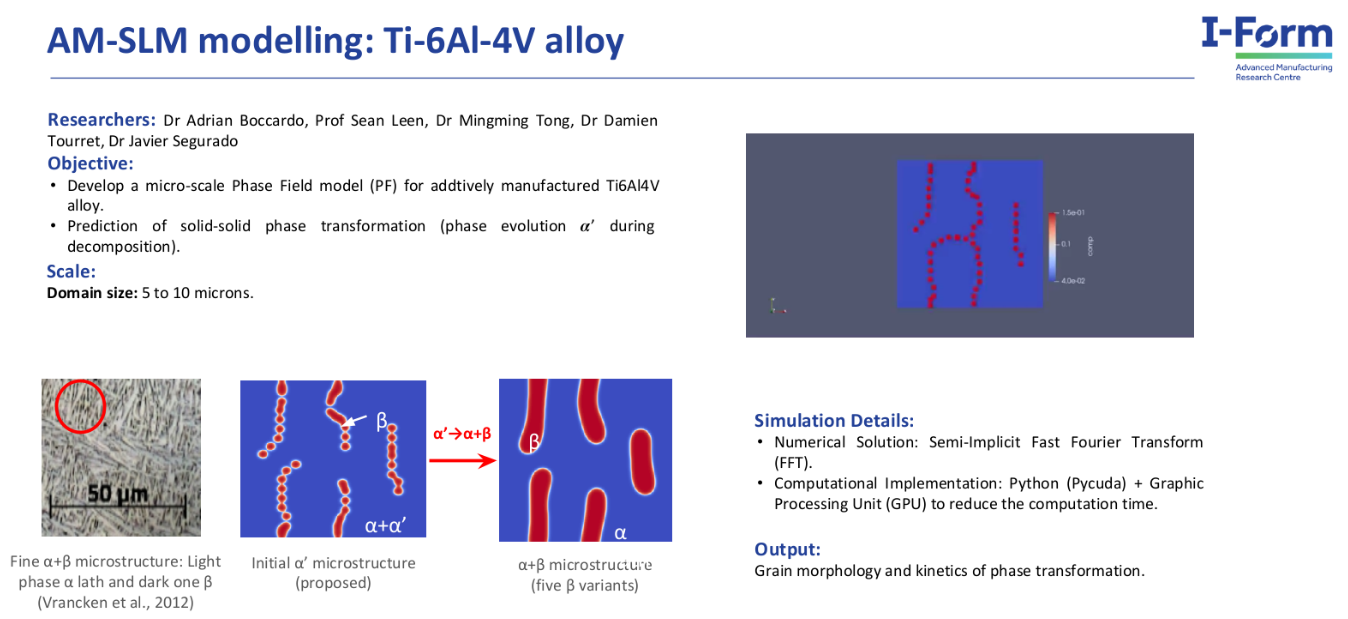 AM-SLM modelling: Ti-6Al-4V alloy
I-Form
Advanced Manufacturing
Research Centre
Researchers: Dr Adrian Boccardo, Prof Sean Leen, Dr Mingming Tong, Dr Damien
Tourret, Dr Javier Segurado
Objective:
• Develop a micro-scale Phase Field model (PF) for addtively manufactured Ti6Al4V
alloy.
• Prediction of solid-solid phase transformation (phase evolution α′ during
decomposition).
Scale:
Domain size: 5 to 10 microns.
1.5e-01
0.1
4.0e-02
comp
50 μm
β
α+α′
α′→α+β
β
α
Fine α+β microstructure: Light
phase α lath and dark one β
(Vrancken et al., 2012)
Initial α′ microstructure
(proposed)
α+β microstructure
(five β variants)
Simulation Details:
• Numerical Solution: Semi-Implicit Fast Fourier Transform
(FFT).
• Computational Implementation: Python (Pycuda) + Graphic
Processing Unit (GPU) to reduce the computation time.
Output:
Grain morphology and kinetics of phase transformation.